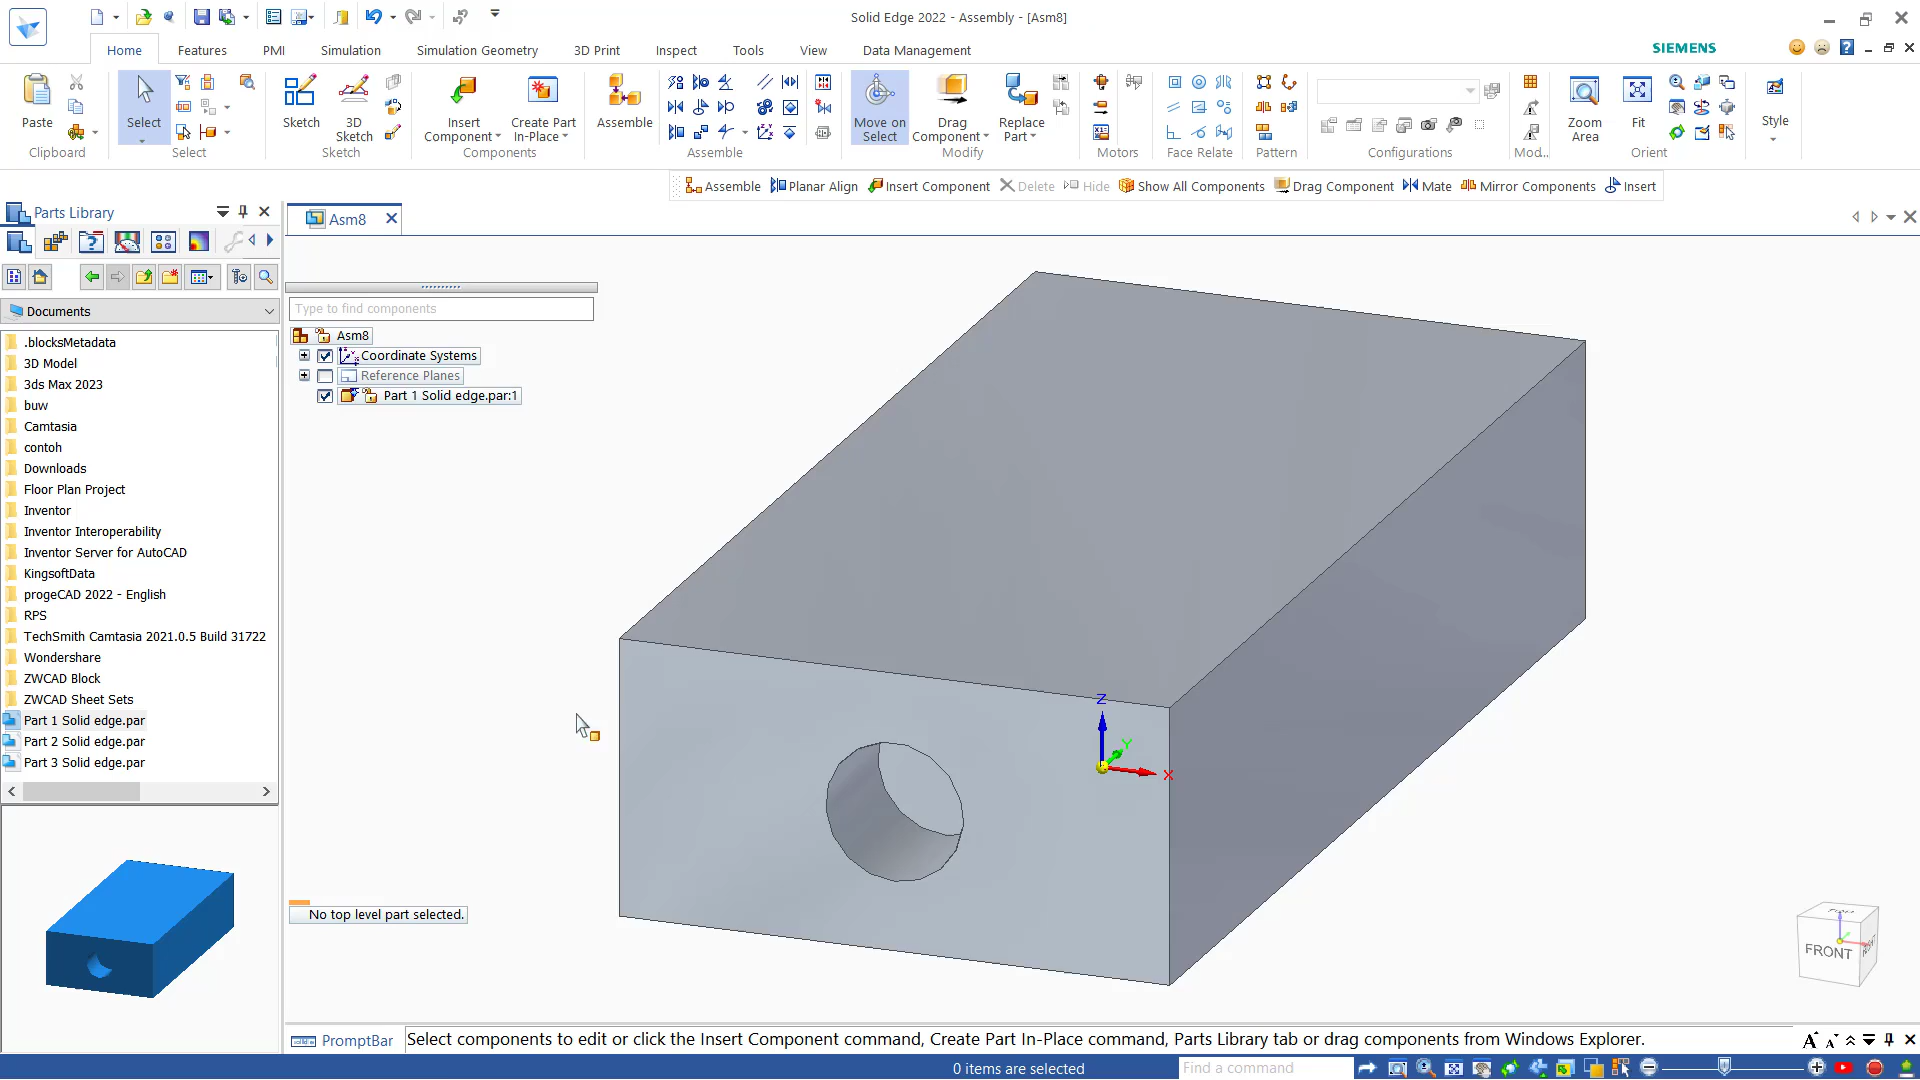 Solid Edge 2022 - Assembly - [Asm8]
Home
Features
PMI
Simulation
Simulation Geometry
3D Print
Inspect
Tools
View
Data Management
SIEMENS
Paste
Clipboard
Select
Select
Sketch
3D
Sketch
Sketch
Insert
Component
Create Part
In-Place
Components
Assemble
Assemble
Move on
Select
Drag
Component
Replace
Part
Modify
Motors
Face Relate
Pattern
Configurations
Mod...
Zoom
Area
Fit
Orient
Style
Assemble
Planar Align
Insert Component
Delete
Hide
Show All Components
Drag Component
Mate
Mirror Components
Insert
Parts Library
Asm8
Documents
.blocksMetadata
3D Model
3ds Max 2023
buw
Camtasia
contoh
Downloads
Floor Plan Project
Inventor
Inventor Interoperability
Inventor Server for AutoCAD
KingsoftData
progeCAD 2022 - English
RPS
TechSmith Camtasia 2021.0.5 Build 31722
Wondershare
ZWCAD Block
ZWCAD Sheet Sets
Part 1 Solid edge.par
Part 2 Solid edge.par
Part 3 Solid edge.par
Type to find components
Asm8
Coordinate Systems
Reference Planes
Part 1 Solid edge.par:1
Z
Y
X
No top level part selected.
FRONT
PromptBar
Select components to edit or click the Insert Component command, Create Part In-Place command, Parts Library tab or drag components from Windows Explorer.
0 items are selected
Find a command